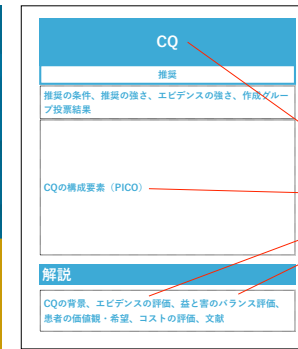 CQ
推奨
推奨の条件、推奨の強さ、エビデンスの強さ、作成グルー
プ投票結果
CQの構成要素（PICO）
解説
CQの背景、エビデンスの評価、益と害のバランス評価、
患者の価値観・希望、コストの評価、文献